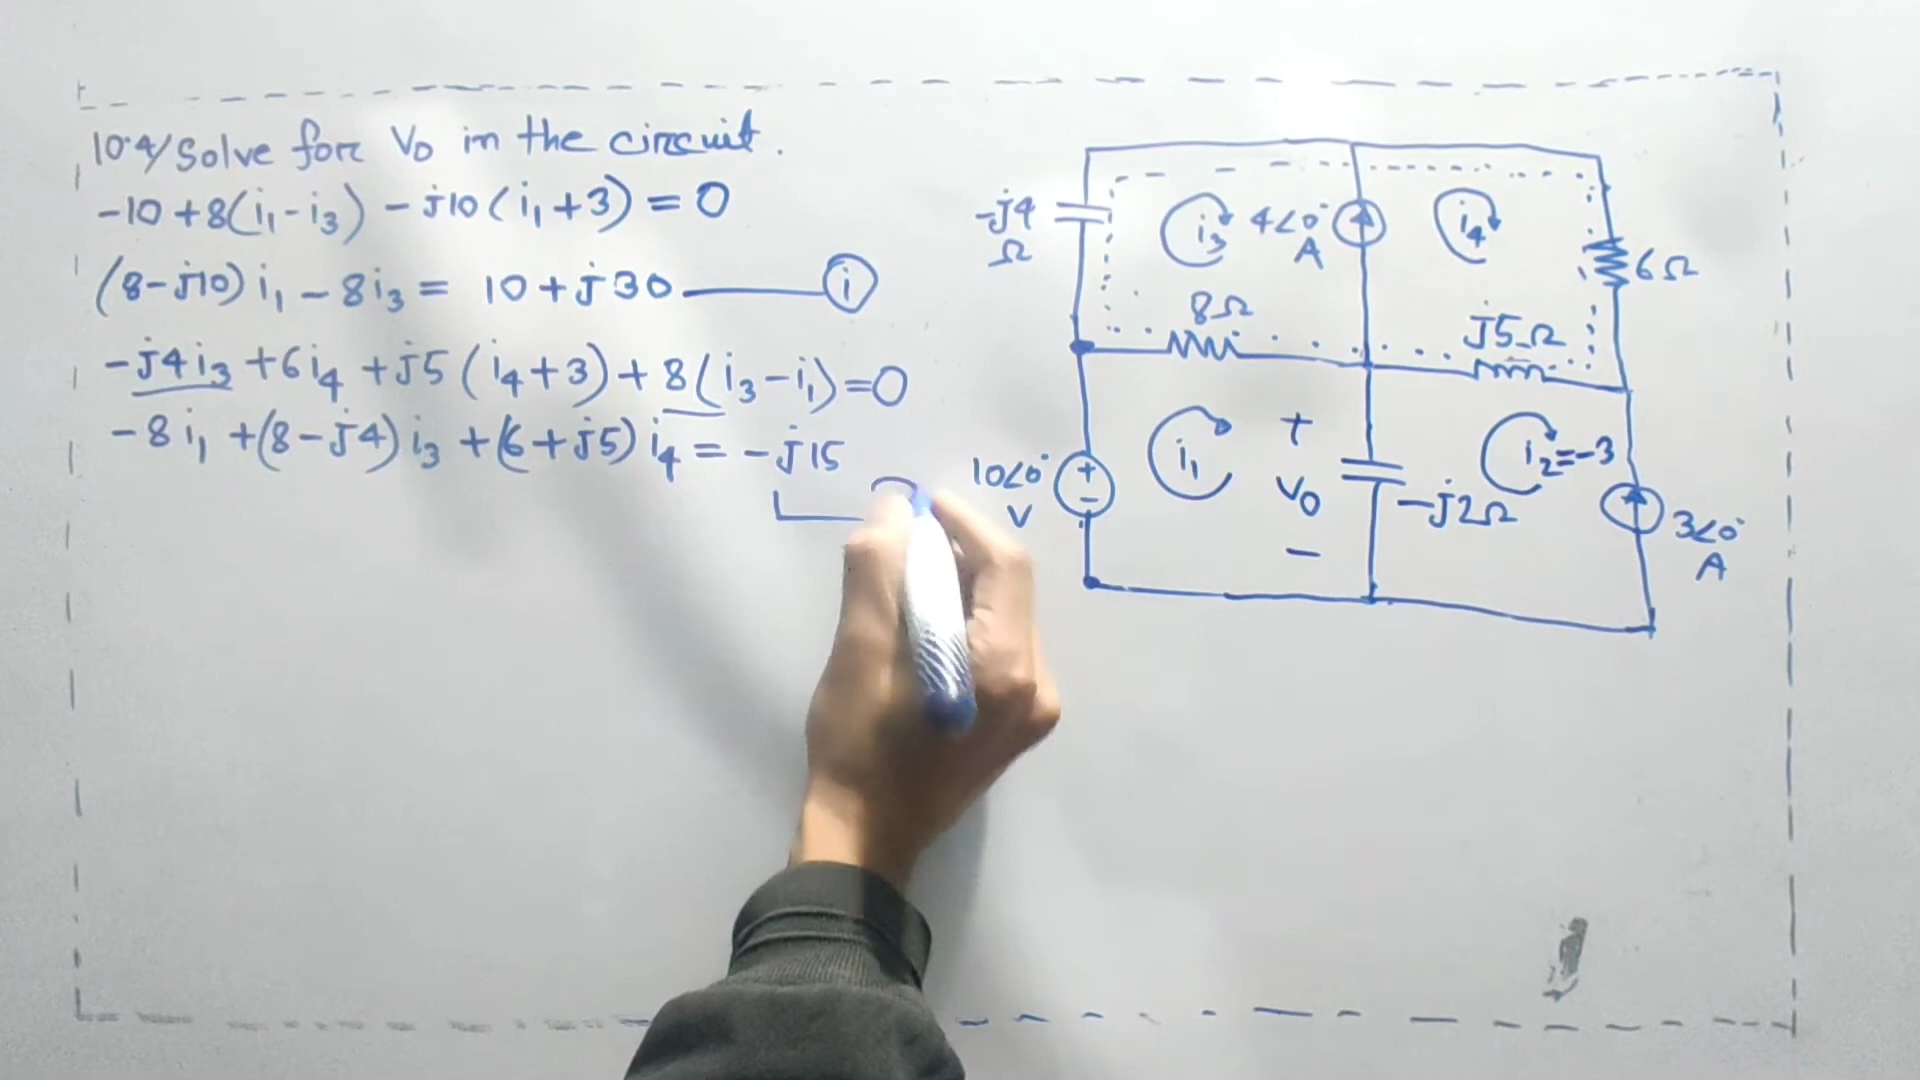 10.4/ Solve for V0 in the circuit.
-10+8(i1-i3) -j10(i1+3)=0
(8-j10) i1 - 8i3 = 10+j30 —— (i)
-j4i3 +6i4 +j5(i4+3)+8(i3-i1)=0
-8i1 +(8-j4)i3 +(6+j5)i4 = -j15
-j4
Ω
i3
4∠0°
A
i4
6Ω
8Ω
j5Ω
10∠0°
V
+
-
i1
+
V0
-
-j2Ω
i2=-3
3∠0°
A